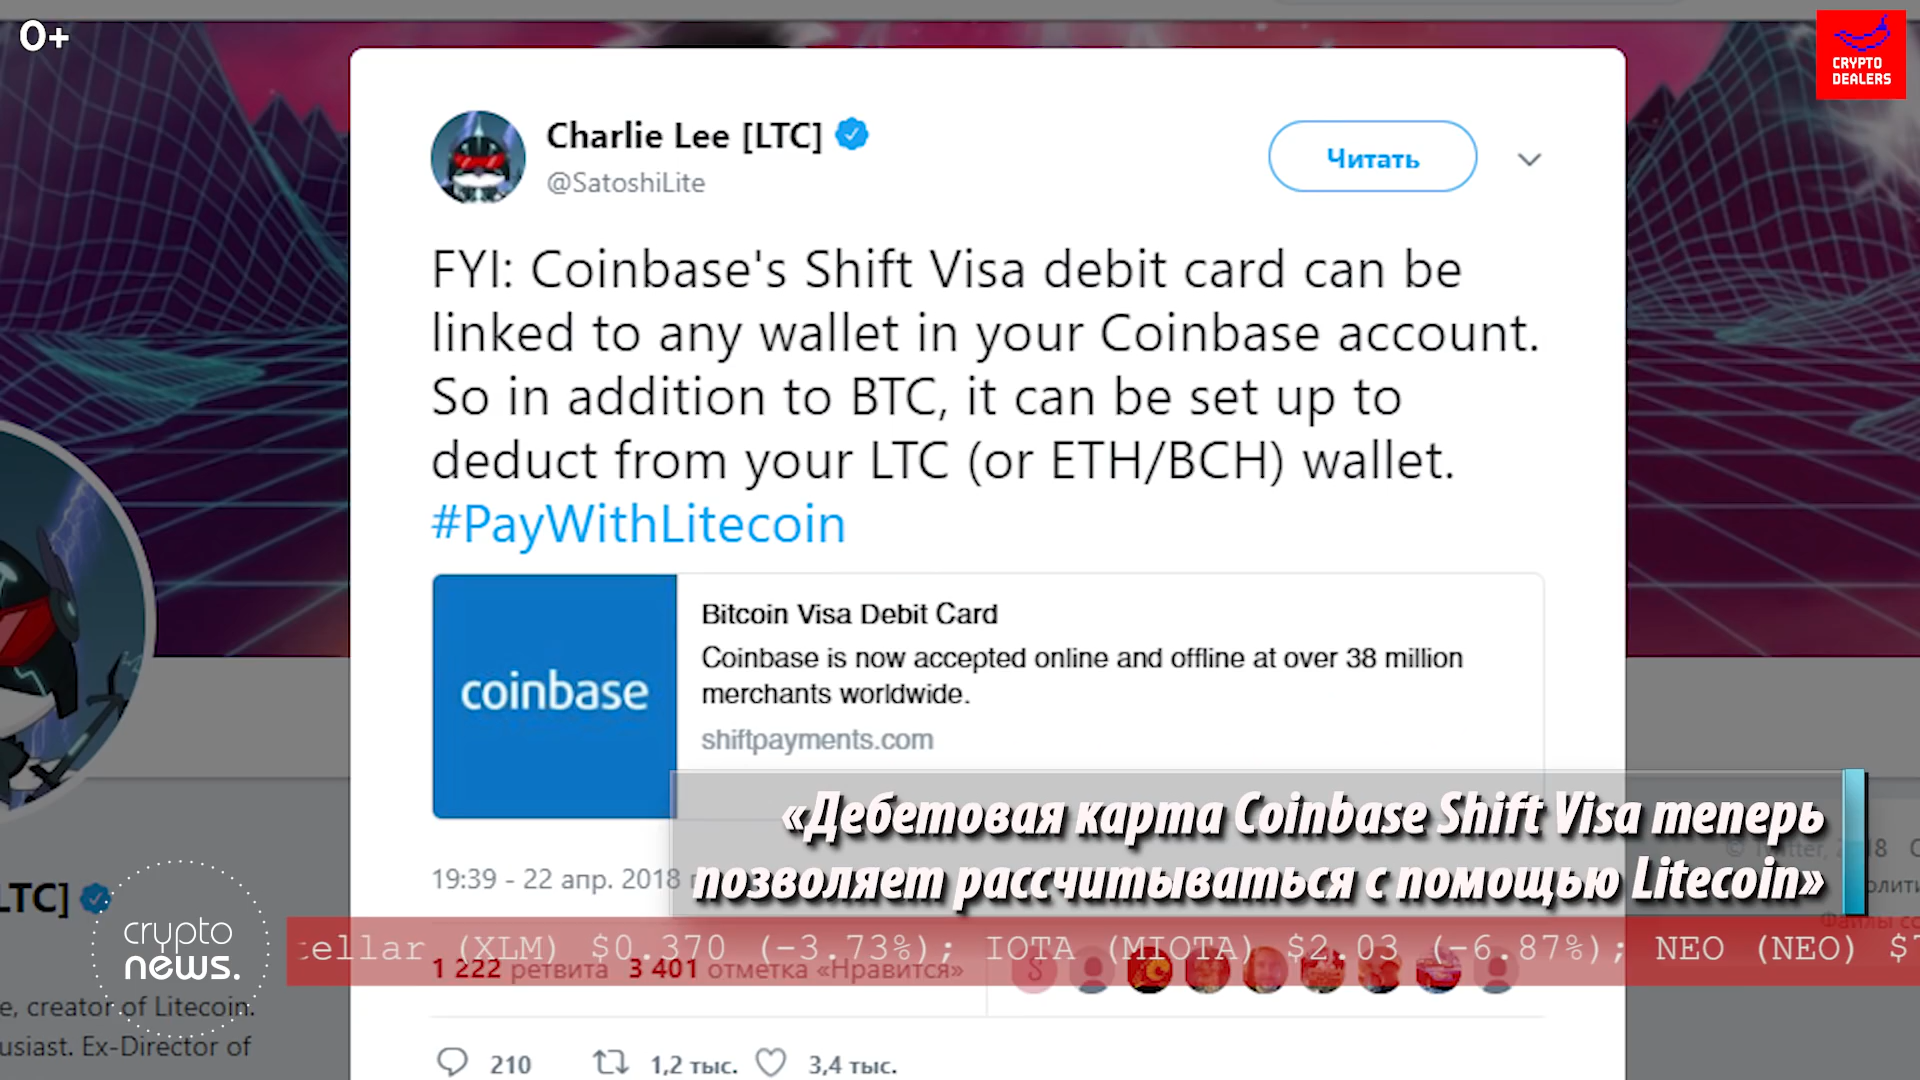 0+
CRYPTO
DEALERS
Charlie Lee [LTC]
@SatoshiLite
Читать
FYI: Coinbase's Shift Visa debit card can be
linked to any wallet in your Coinbase account.
So in addition to BTC, it can be set up to
deduct from your LTC (or ETH/BCH) wallet.
#PayWithLitecoin
coinbase
Bitcoin Visa Debit Card
Coinbase is now accepted online and offline at over 38 million
merchants worldwide.
shiftpayments.com
«Дебетовая карта Coinbase Shift Visa теперь
позволяет рассчитываться с помощью Litecoin»
19:39 - 22 апр. 2018
LTC]
crypto
news.
ellar (XLM) $0.370 (-3.73%); IOTA (MIOTA) $2.03 (-6.87%); NEO (NEO) $7
1 222 ретвита 3 401 отметка «Нравится»
e, creator of Litecoin.
usiast. Ex-Director of
210 1,2 тыс. 3,4 тыс.